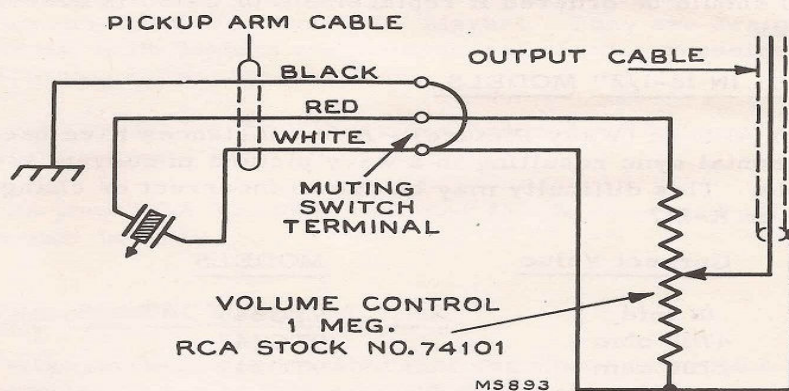 PICKUP ARM CABLE
OUTPUT CABLE
BLACK
RED
WHITE
MUTING
SWITCH
TERMINAL
VOLUME CONTROL
1 MEG.
RCA STOCK NO. 74101
MS893